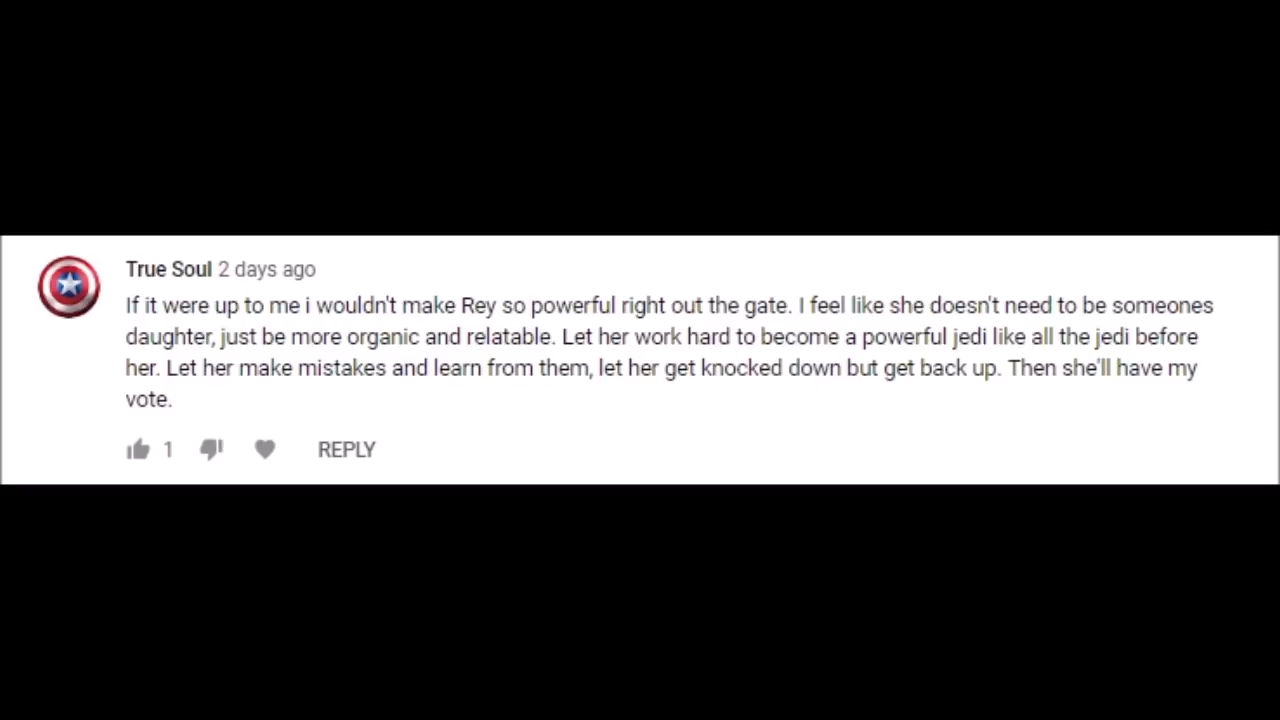 True Soul 2 days ago
If it were up to me i wouldn't make Rey so powerful right out the gate. I feel like she doesn't need to be someones
daughter, just be more organic and relatable. Let her work hard to become a powerful jedi like all the jedi before
her. Let her make mistakes and learn from them, let her get knocked down but get back up. Then she'll have my
vote.
1 REPLY